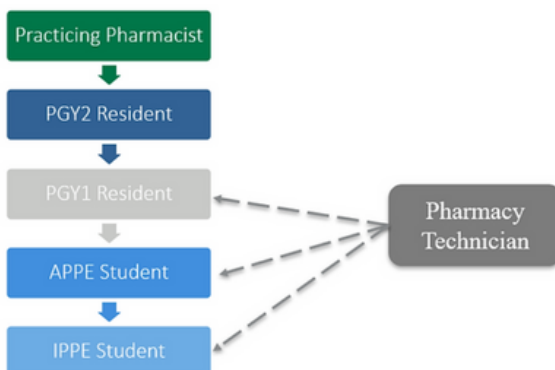 Practicing Pharmacist
PGY2 Resident
PGY1 Resident
Pharmacy
Technician
APPE Student
IPPE Student